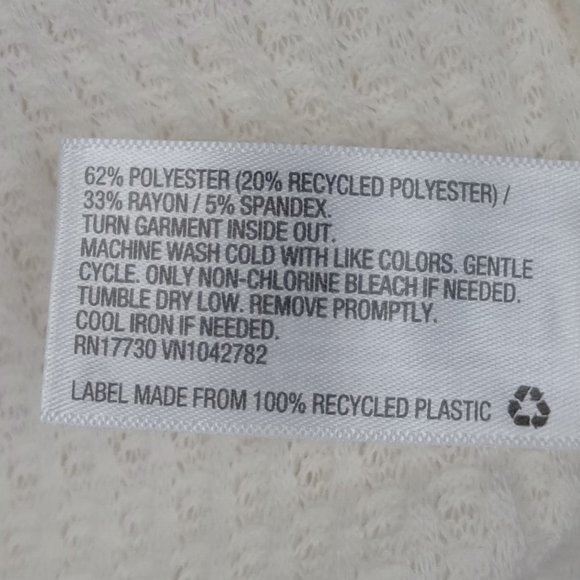 62% POLYESTER (20% RECYCLED POLYESTER) /
33% RAYON / 5% SPANDEX.
TURN GARMENT INSIDE OUT.
MACHINE WASH COLD WITH LIKE COLORS. GENTLE
CYCLE. ONLY NON-CHLORINE BLEACH IF NEEDED.
TUMBLE DRY LOW. REMOVE PROMPTLY.
COOL IRON IF NEEDED.
RN17730 VN1042782
LABEL MADE FROM 100% RECYCLED PLASTIC